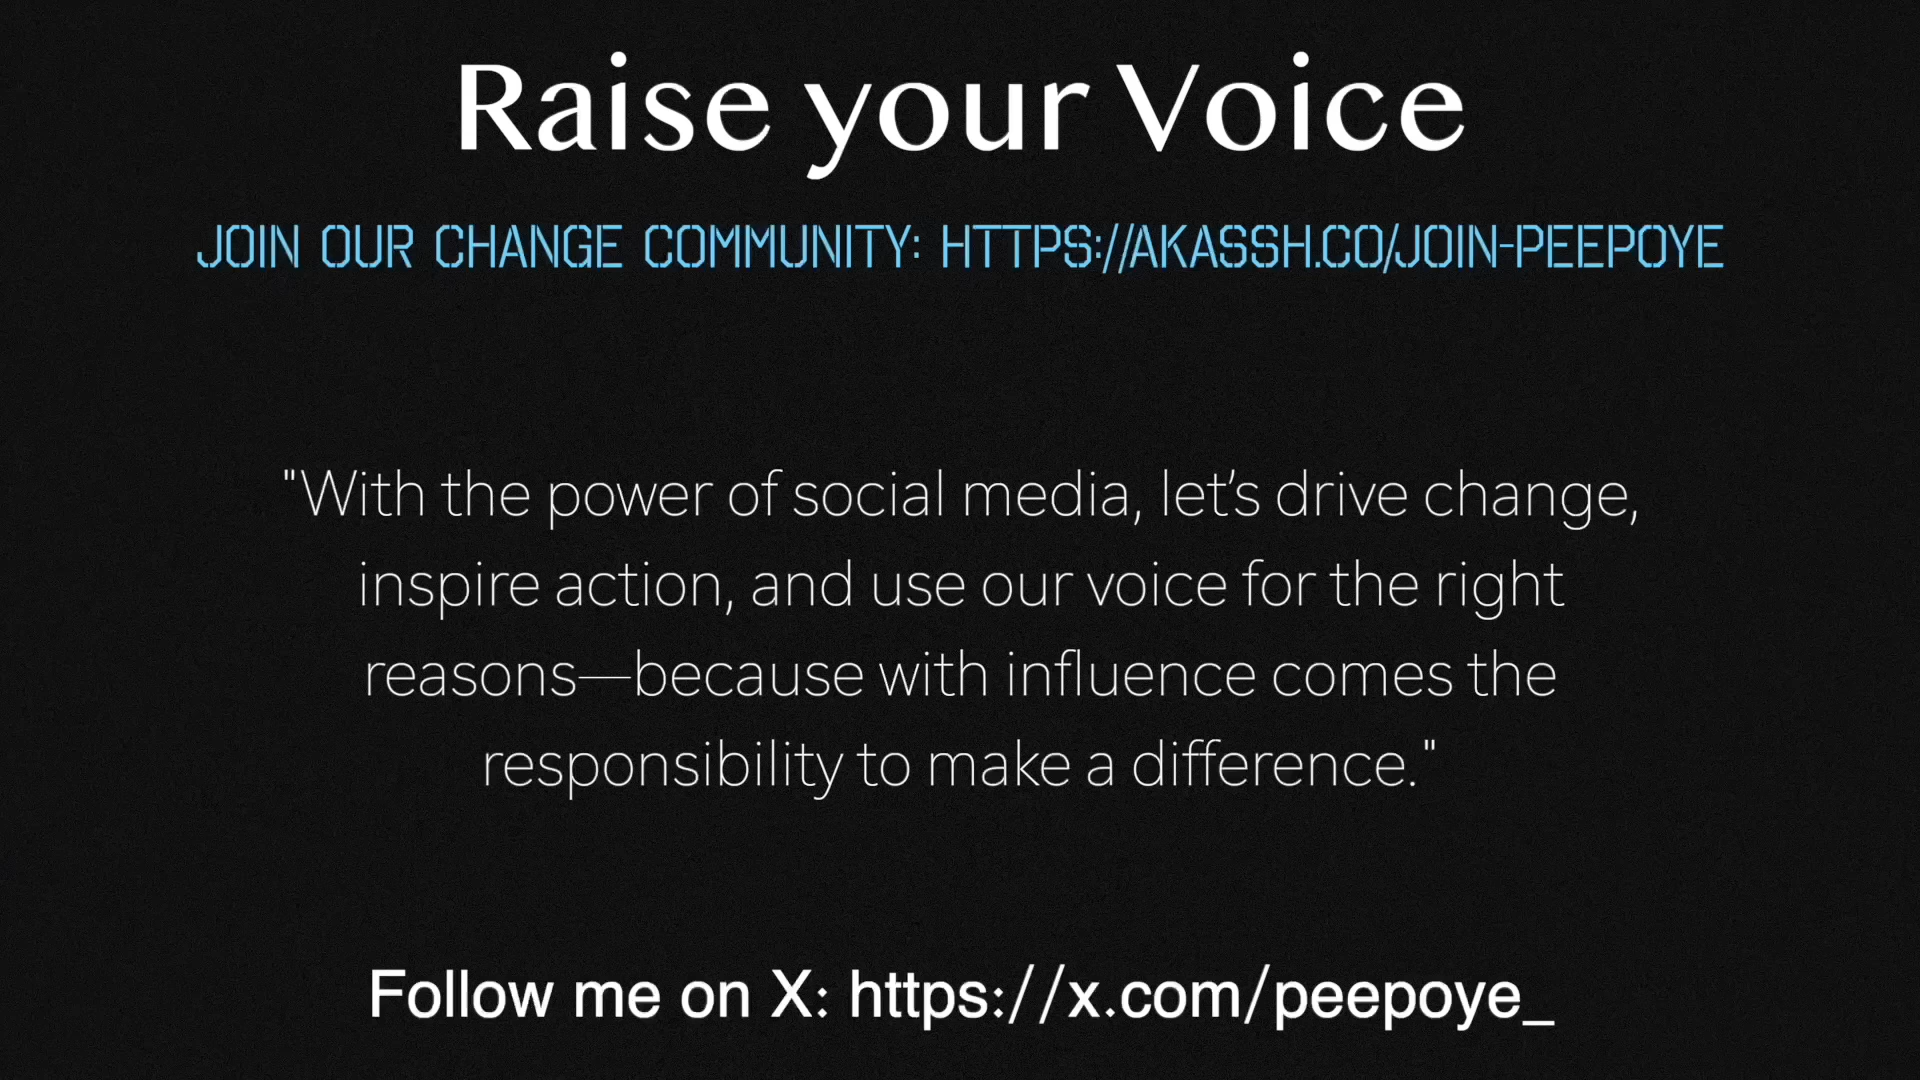 Raise your Voice
JOIN OUR CHANGE COMMUNITY: HTTPS://AKASSH.CO/JOIN-PEEPOYE
"With the power of social media, let’s drive change,
inspire action, and use our voice for the right
reasons—because with influence comes the
responsibility to make a difference."
Follow me on X: https://x.com/peepoye_